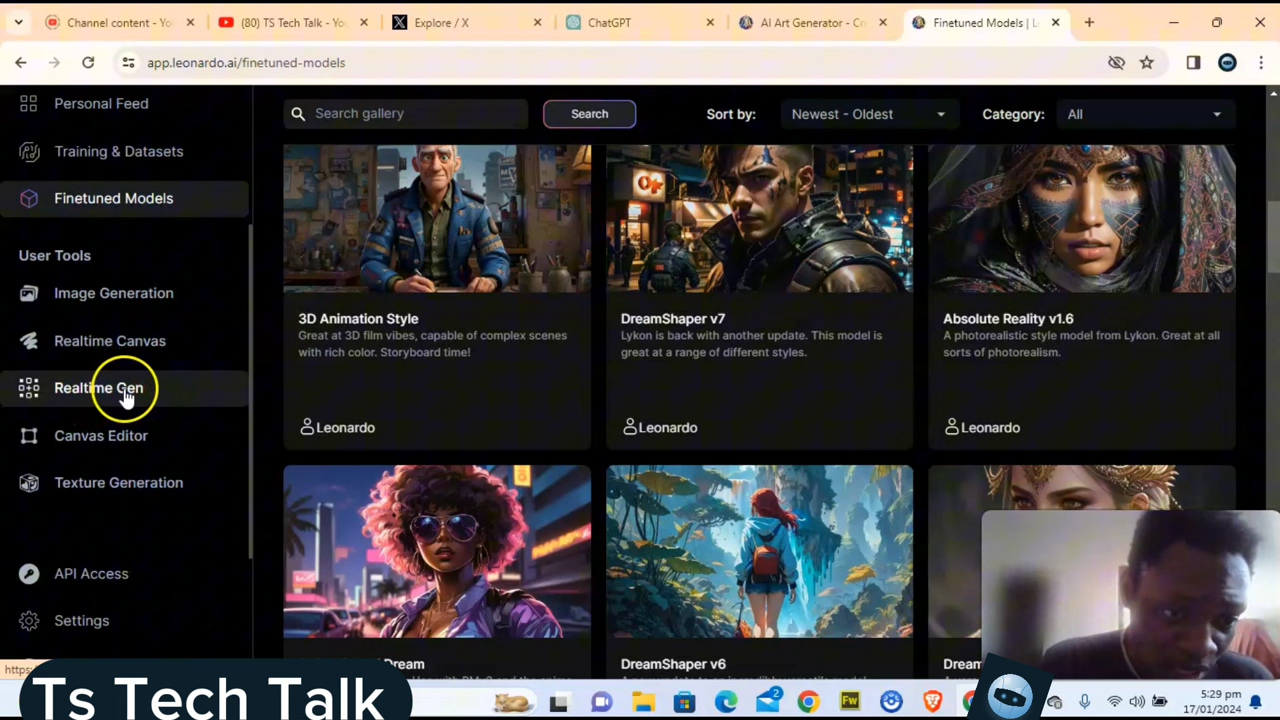 Channel content - Yo
(80) TS Tech Talk - You
Explore / X
ChatGPT
AI Art Generator - Cr
Finetuned Models | L
app.leonardo.ai/finetuned-models
Personal Feed
Training & Datasets
Finetuned Models
User Tools
Image Generation
Realtime Canvas
Realtime Gen
Canvas Editor
Texture Generation
API Access
Settings
Search gallery
Search
Sort by:
Newest - Oldest
Category:
All
3D Animation Style
Great at 3D film vibes, capable of complex scenes
with rich color. Storyboard time!
Leonardo
DreamShaper v7
Lykon is back with another update. This model is
great at a range of different styles.
Leonardo
Absolute Reality v1.6
A photorealistic style model from Lykon. Great at all
sorts of photorealism.
Leonardo
Dream
DreamShaper v6
Dream
https:
Ts Tech Talk
Fw
2
5:29 pm
17/01/2024